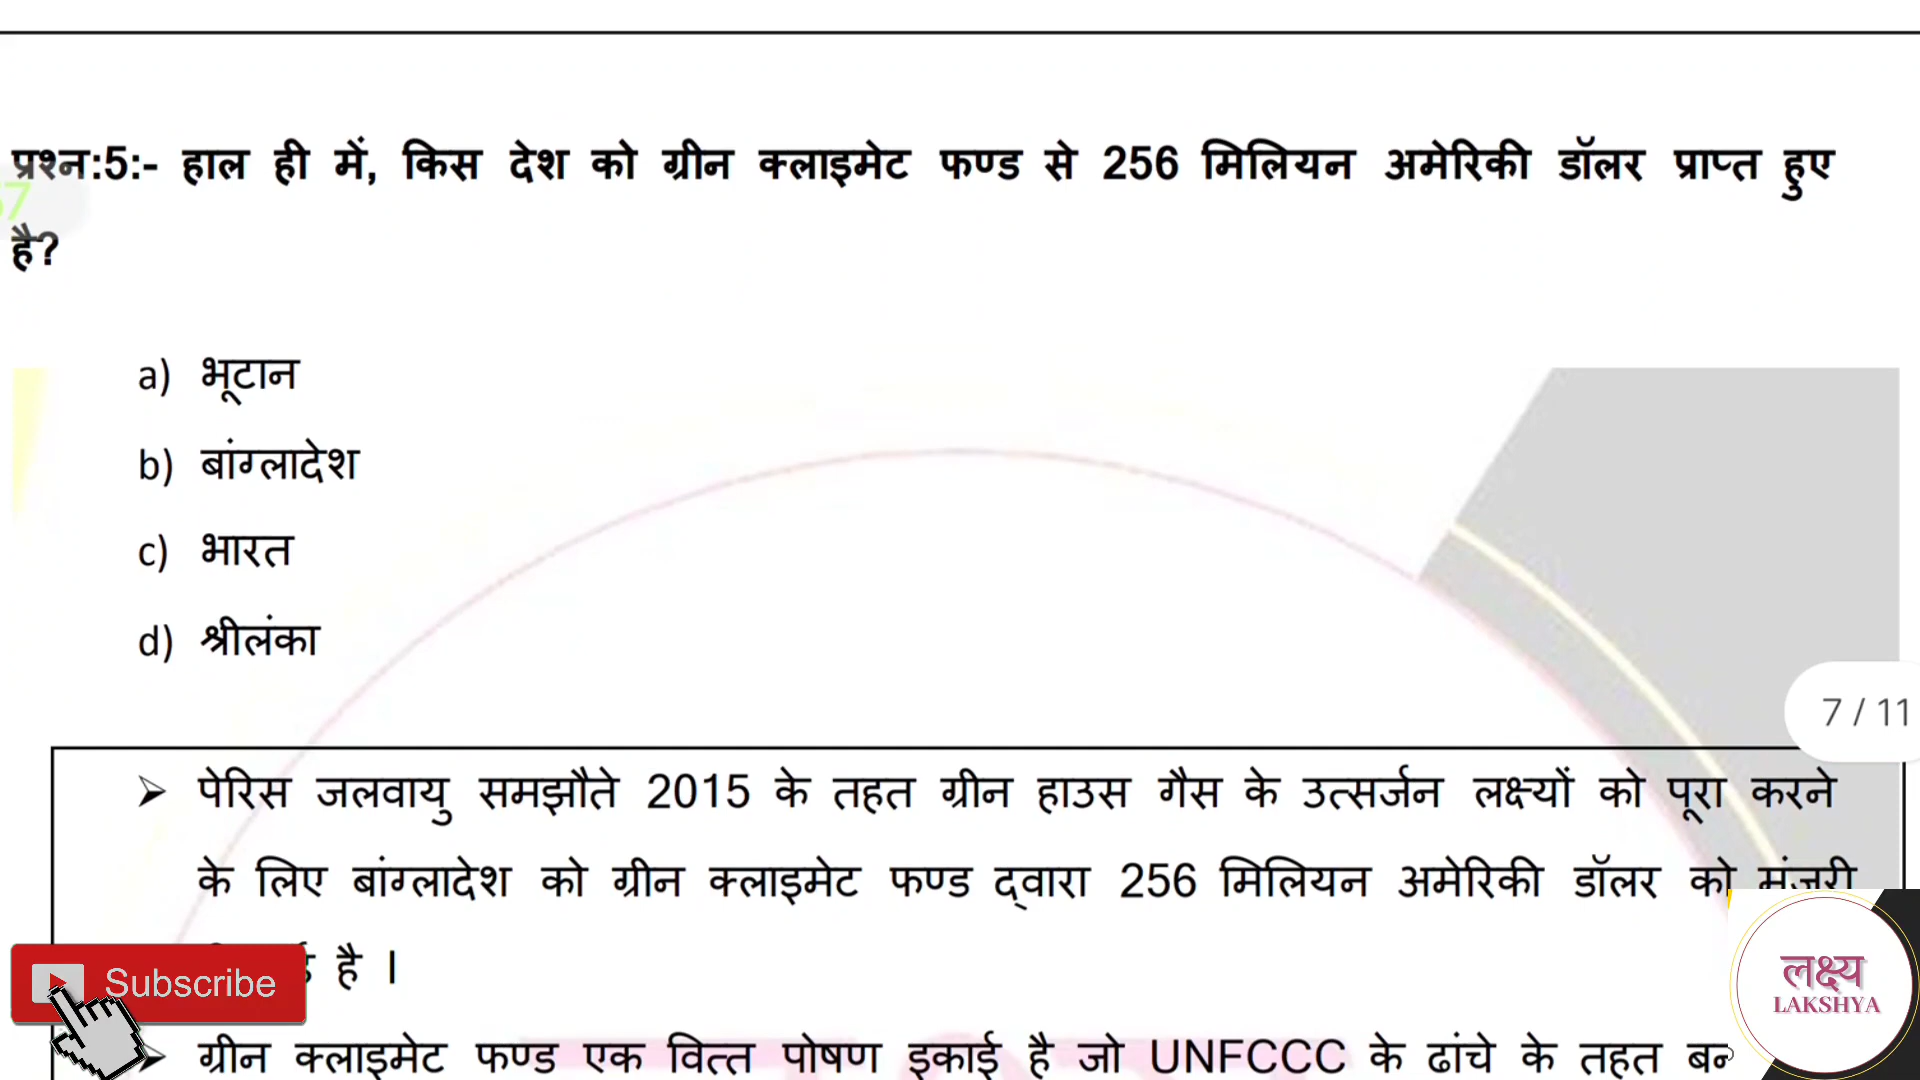 प्रश्न:5:- हाल ही में, किस देश को ग्रीन क्लाइमेट फण्ड से 256 मिलियन अमेरिकी डॉलर प्राप्त हुए
है?
a) भूटान
b) बांग्लादेश
c) भारत
d) श्रीलंका
7 / 11
➢ पेरिस जलवायु समझौते 2015 के तहत ग्रीन हाउस गैस के उत्सर्जन लक्ष्यों को पूरा करने
के लिए बांग्लादेश को ग्रीन क्लाइमेट फण्ड द्वारा 256 मिलियन अमेरिकी डॉलर को मंजूरी
है ।
Subscribe
लक्ष्य
LAKSHYA
ग्रीन क्लाइमेट फण्ड एक वित्त पोषण इकाई है जो UNFCCC के ढांचे के तहत